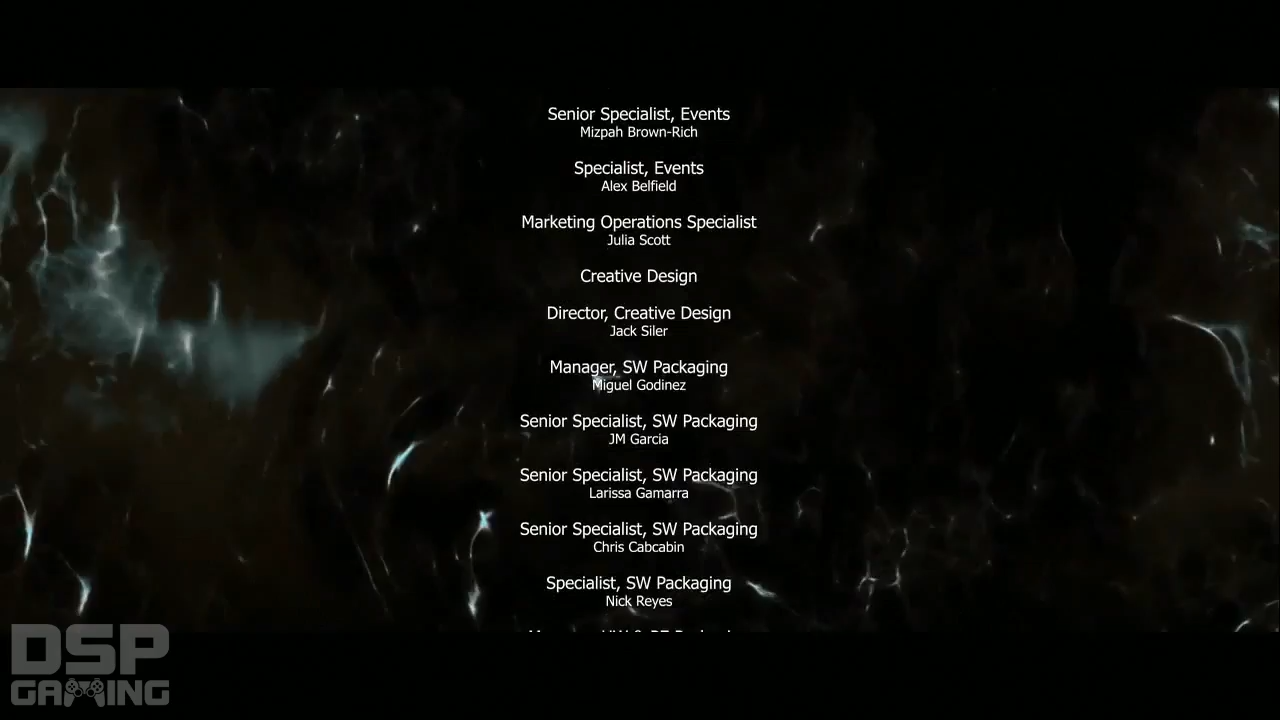 Senior Specialist, Events
Mizpah Brown-Rich
Specialist, Events
Alex Belfield
Marketing Operations Specialist
Julia Scott
Creative Design
Director, Creative Design
Jack Siler
Manager, SW Packaging
Miguel Godinez
Senior Specialist, SW Packaging
JM Garcia
Senior Specialist, SW Packaging
Larissa Gamarra
Senior Specialist, SW Packaging
Chris Cabcabin
Specialist, SW Packaging
Nick Reyes
DSP
GAMING